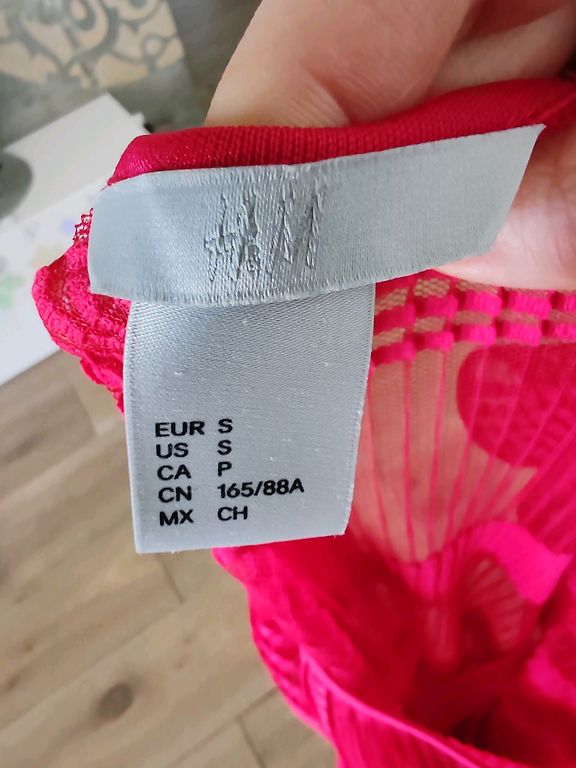 H&M
EUR S
US S
CA P
CN 165/88A
MX CH